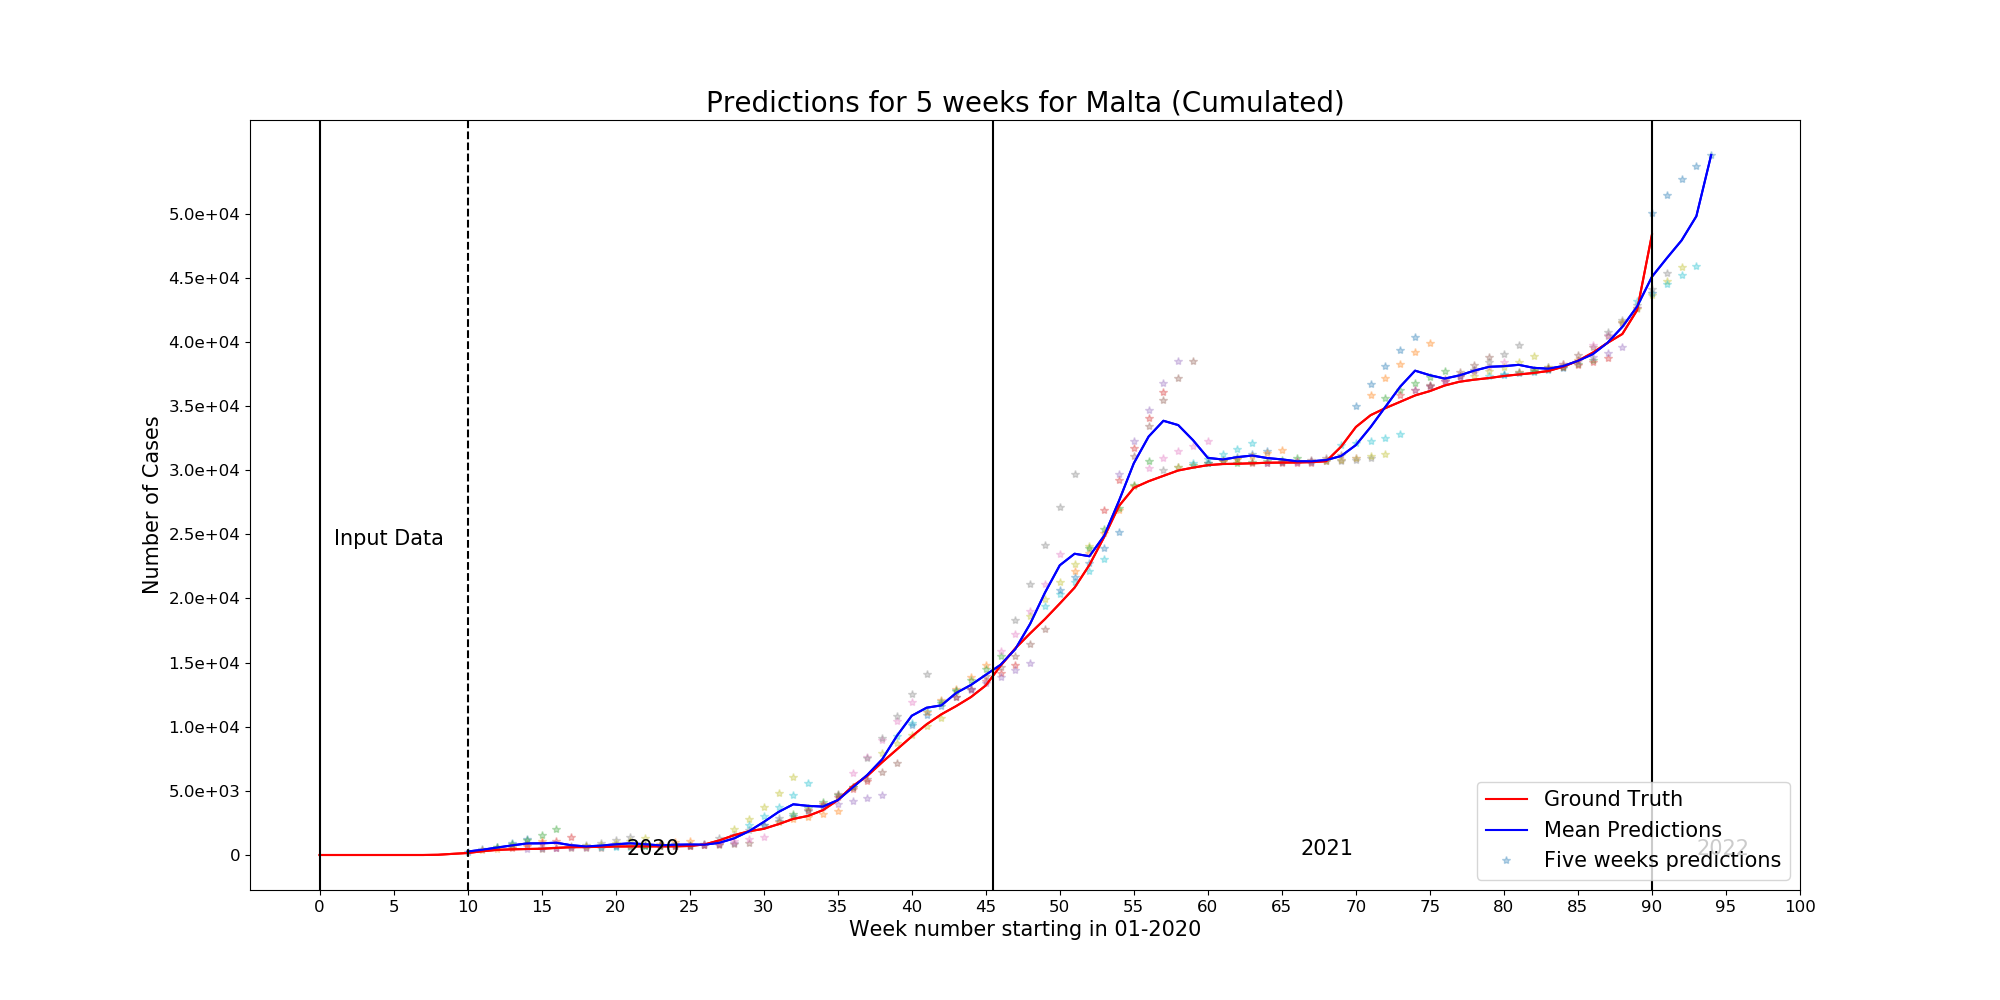 Predictions for 5 weeks for Malta (Cumulated)
Number of Cases
5.0e+04
4.5e+04
4.0e+04
3.5e+04
3.0e+04
2.5e+04
2.0e+04
1.5e+04
1.0e+04
5.0e+03
0
Input Data
2020
2021
2022
Ground Truth
Mean Predictions
Five weeks predictions
0 5 10 15 20 25 30 35 40 45 50 55 60 65 70 75 80 85 90 95 100
Week number starting in 01-2020